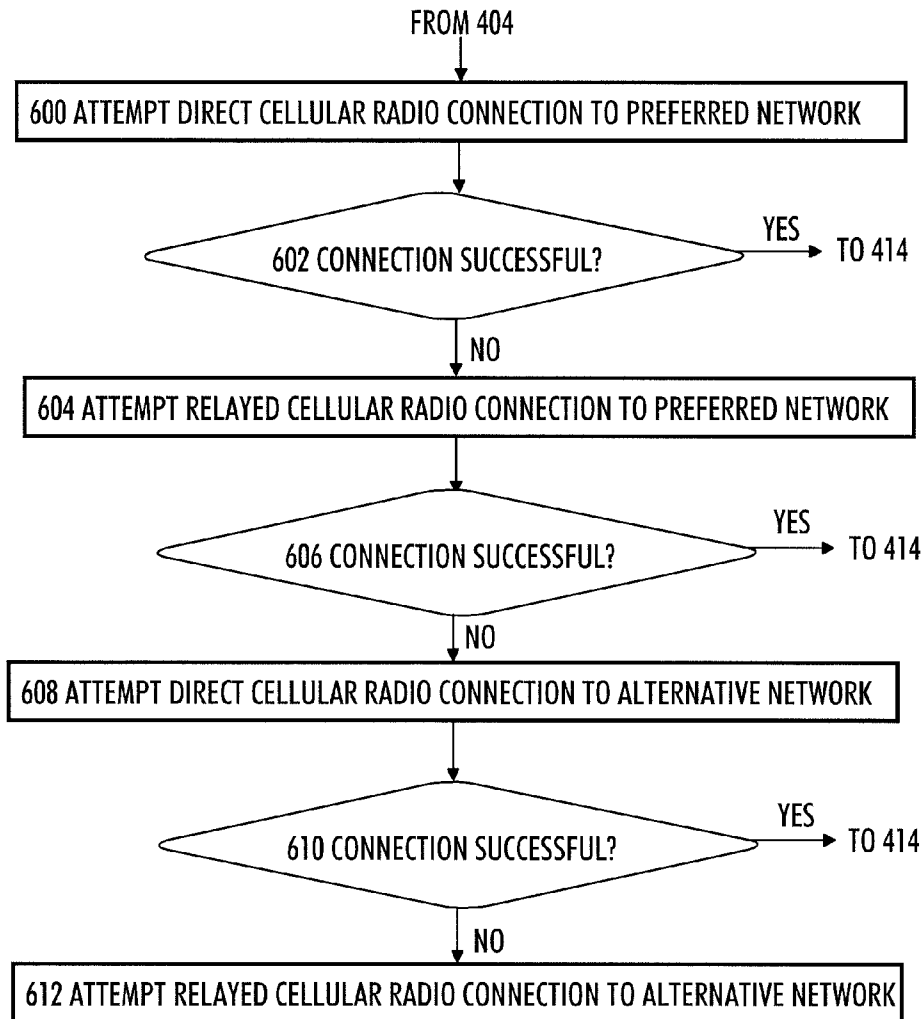 FROM 404
600 ATTEMPT DIRECT CELLULAR RADIO CONNECTION TO PREFERRED NETWORK
602 CONNECTION SUCCESSFUL?
YES
TO 414
NO
604 ATTEMPT RELAYED CELLULAR RADIO CONNECTION TO PREFERRED NETWORK
606 CONNECTION SUCCESSFUL?
YES
TO 414
NO
608 ATTEMPT DIRECT CELLULAR RADIO CONNECTION TO ALTERNATIVE NETWORK
610 CONNECTION SUCCESSFUL?
YES
TO 414
NO
612 ATTEMPT RELAYED CELLULAR RADIO CONNECTION TO ALTERNATIVE NETWORK